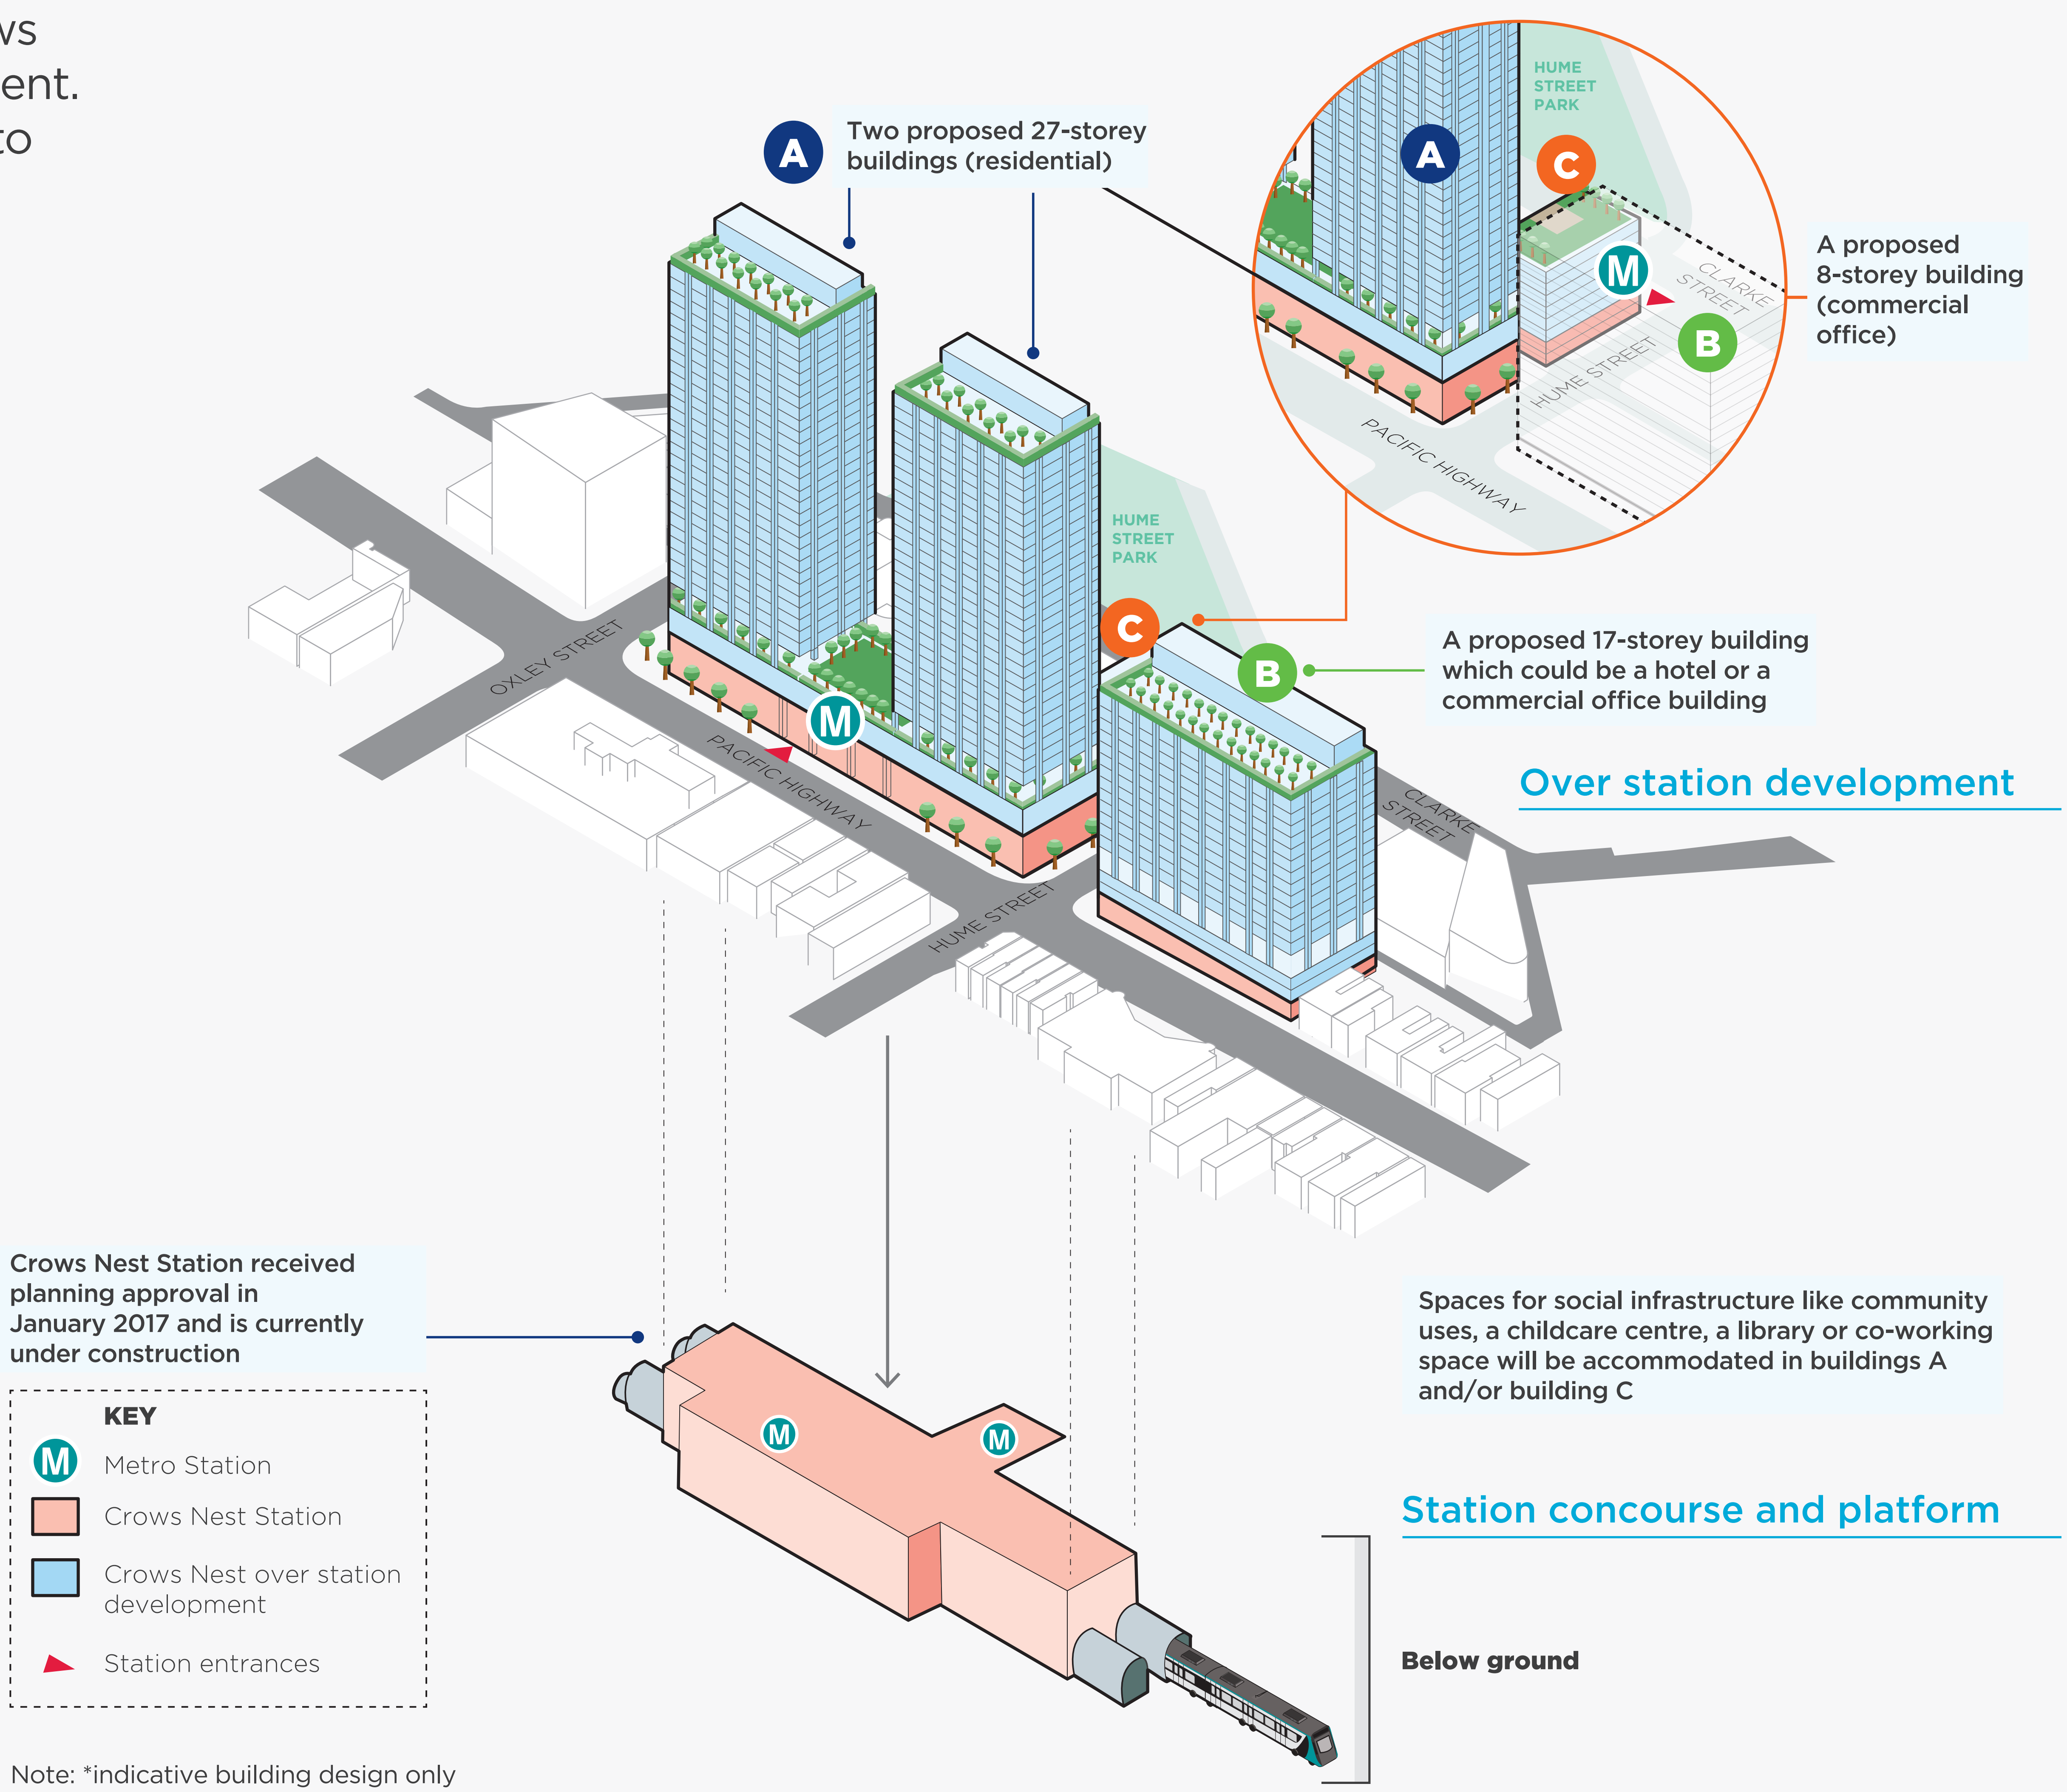 ws
ent.
to
A
Two proposed 27-storey
buildings (residential)
HUME
STREET
PARK
A
C
M
CLARKE
STREET
B
HUME STREET
PACIFIC HIGHWAY
A proposed
8-storey building
(commercial
office)
HUME
STREET
PARK
C
B
A proposed 17-storey building
which could be a hotel or a
commercial office building
OXLEY STREET
M
PACIFIC HIGHWAY
Over station development
CLARKE
STREET
HUME STREET
Crows Nest Station received
planning approval in
January 2017 and is currently
under construction
Spaces for social infrastructure like community
uses, a childcare centre, a library or co-working
space will be accommodated in buildings A
and/or building C
M
M
KEY
M
Metro Station
Crows Nest Station
Crows Nest over station
development
Station entrances
Station concourse and platform
Below ground
Note: *indicative building design only